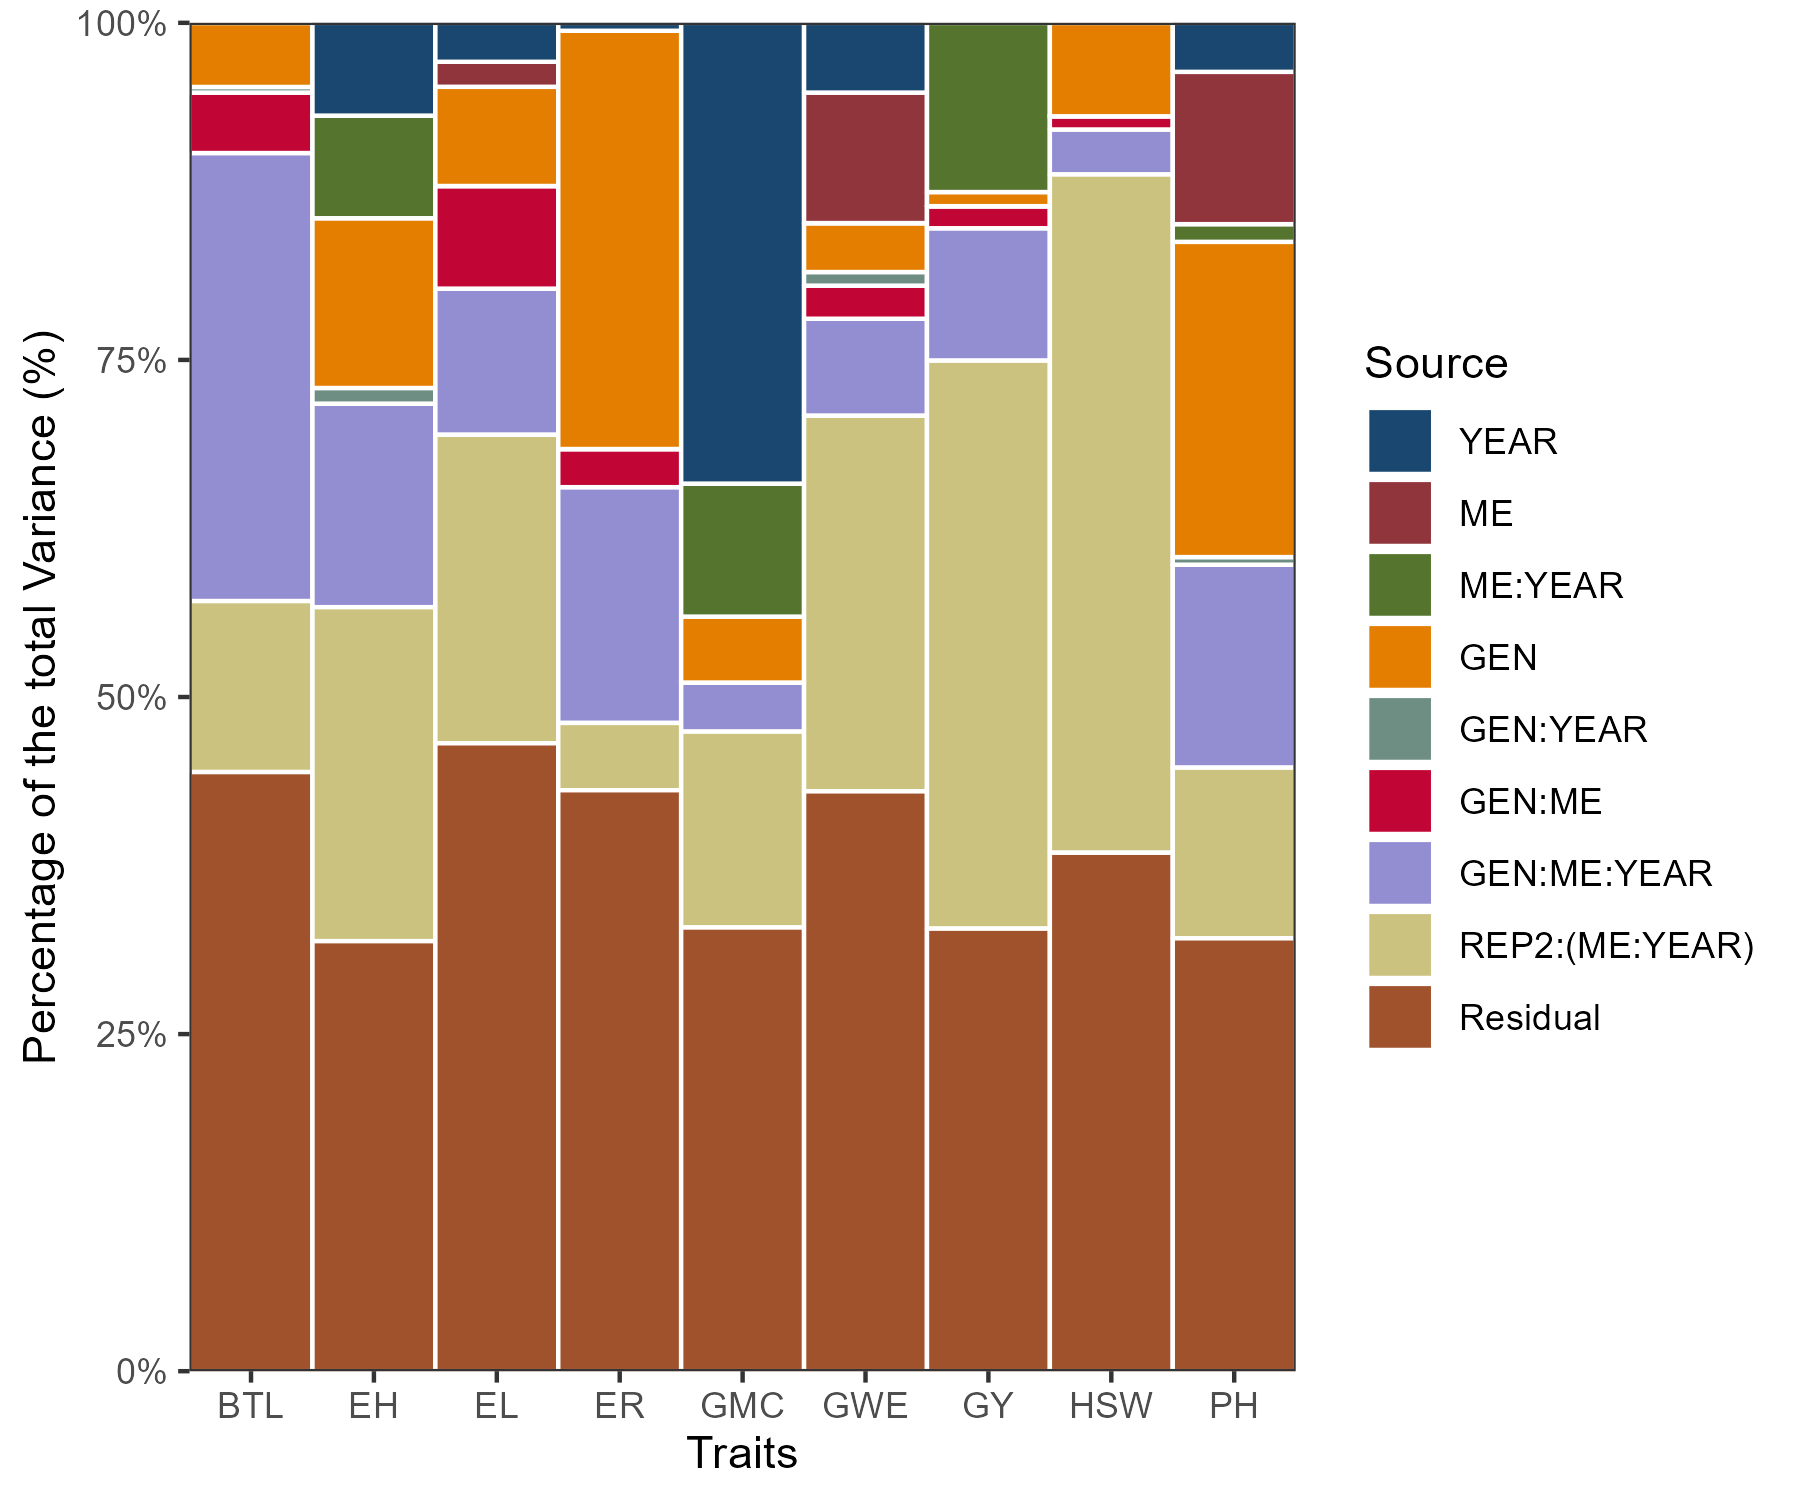 Percentage of the total Variance (%)
100%
75%
50%
25%
0%
BTL EH EL ER GMC GWE GY HSW PH
Traits
Source
YEAR
ME
ME:YEAR
GEN
GEN:YEAR
GEN:ME
GEN:ME:YEAR
REP2:(ME:YEAR)
Residual